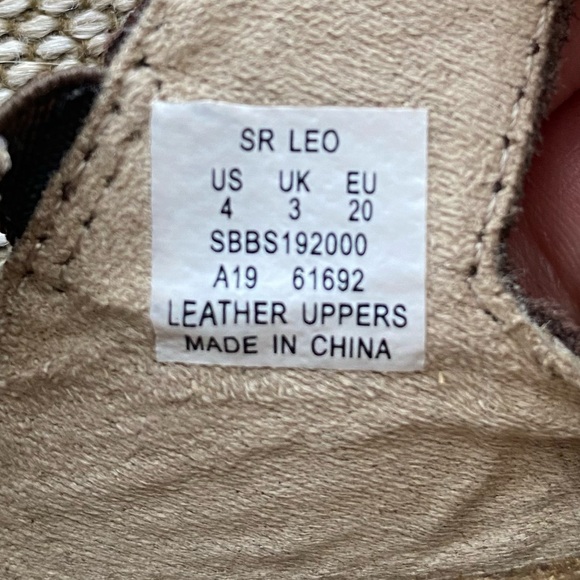 SR LEO
US UK EU
4 3 20
SBBS192000
A19 61692
LEATHER UPPERS
MADE IN CHINA